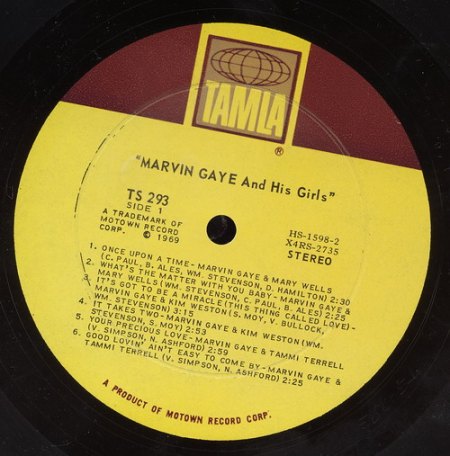 TAMLA
®
"MARVIN GAYE And His Girls"
TS 293
SIDE 1
A TRADEMARK OF
MOTOWN RECORD
CORP.
© 1969
HS-1598-2
X4RS-2735
STEREO
1. ONCE UPON A TIME-MARVIN GAYE & MARY WELLS
(C. PAUL, B. ALES, WM. STEVENSON, D. HAMILTON) 2:30
2. WHAT'S THE MATTER WITH YOU BABY-MARVIN GAYE &
MARY WELLS (WM. STEVENSON, C. PAUL, B. ALES) 2:25
3. IT'S GOT TO BE A MIRACLE (THIS THING CALLED LOVE)-
MARVIN GAYE & KIM WESTON (S. MOY, V. BULLOCK,
WM. STEVENSON) 3:15
4. IT TAKES TWO-MARVIN GAYE & KIM WESTON (WM.
STEVENSON, S. MOY) 2:53
5. YOUR PRECIOUS LOVE-MARVIN GAYE & TAMMI TERRELL
(V. SIMPSON, N. ASHFORD) 2:59
6. GOOD LOVIN' AIN'T EASY TO COME BY-MARVIN GAYE &
TAMMI TERRELL (V. SIMPSON, N. ASHFORD) 2:25
A PRODUCT OF MOTOWN RECORD CORP.